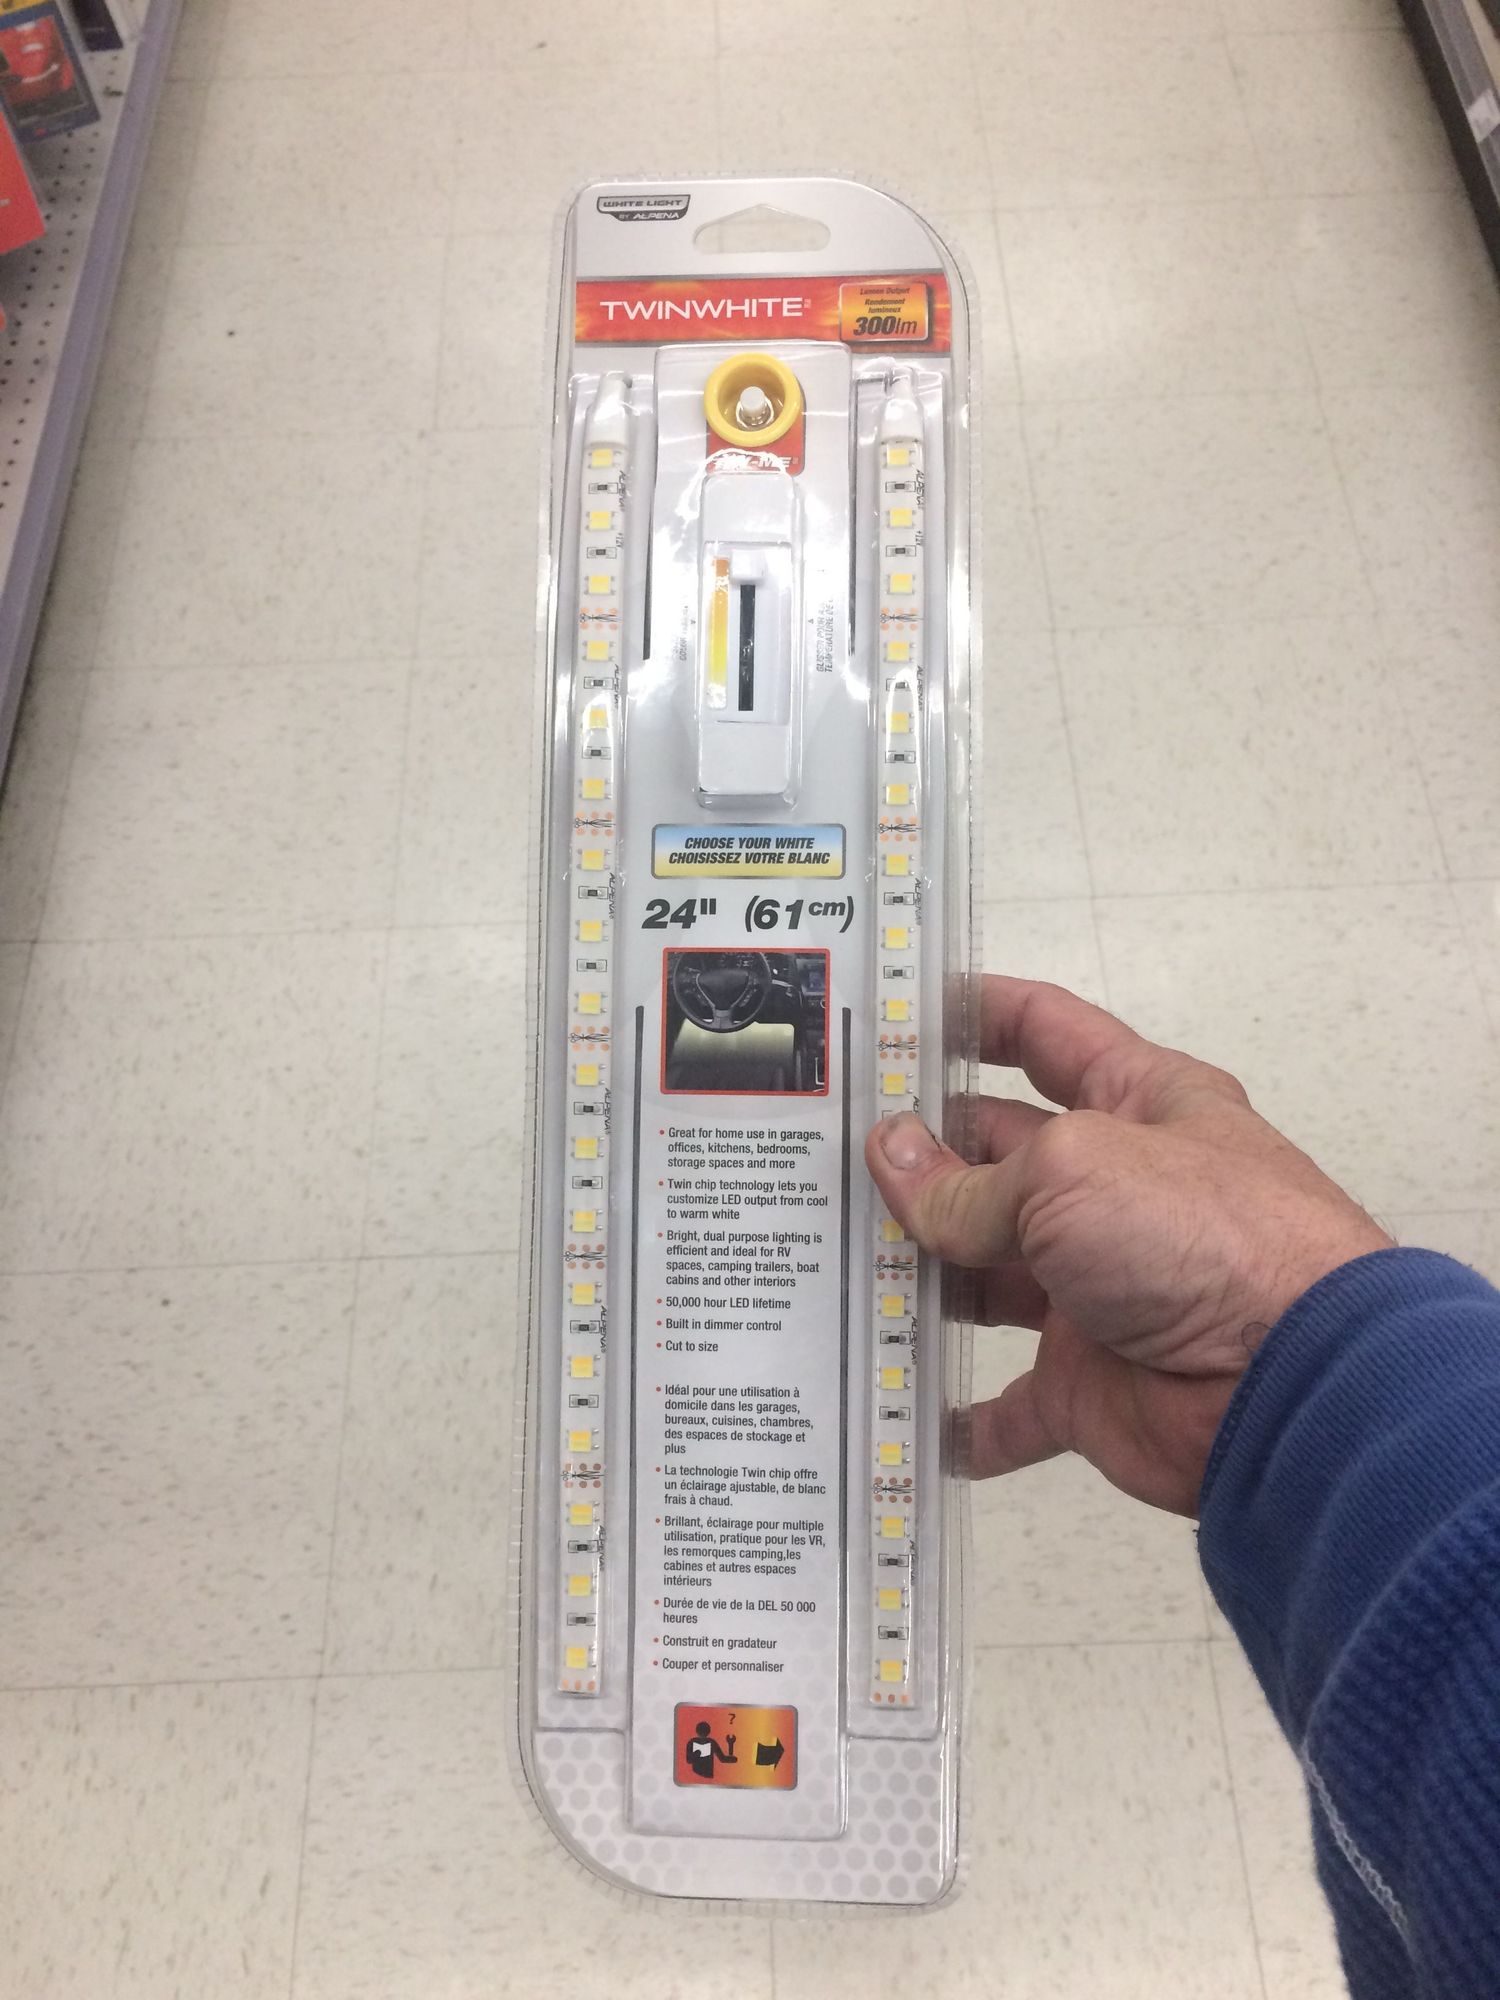 WHITE LIGHT
BY ALPENA
TWINWHITE
Lumen Output
Rendement
lumineux
300lm
ALPENA
+12V
ALPENA
+12V
CHOOSE YOUR WHITE
CHOISISSEZ VOTRE BLANC
24" (61cm)
• Great for home use in garages,
offices, kitchens, bedrooms,
storage spaces and more
• Twin chip technology lets you
customize LED output from cool
to warm white
• Bright, dual purpose lighting is
efficient and ideal for RV
spaces, camping trailers, boat
cabins and other interiors
• 50,000 hour LED lifetime
• Built in dimmer control
• Cut to size
• Idéal pour une utilisation à
domicile dans les garages,
bureaux, cuisines, chambres,
des espaces de stockage et
plus
• La technologie Twin chip offre
un éclairage ajustable, de blanc
frais à chaud.
• Brillant, éclairage pour multiple
utilisation, pratique pour les VR,
les remorques camping,les
cabines et autres espaces
intérieurs
• Durée de vie de la DEL 50 000
heures
• Construit en gradateur
• Couper et personnaliser
?